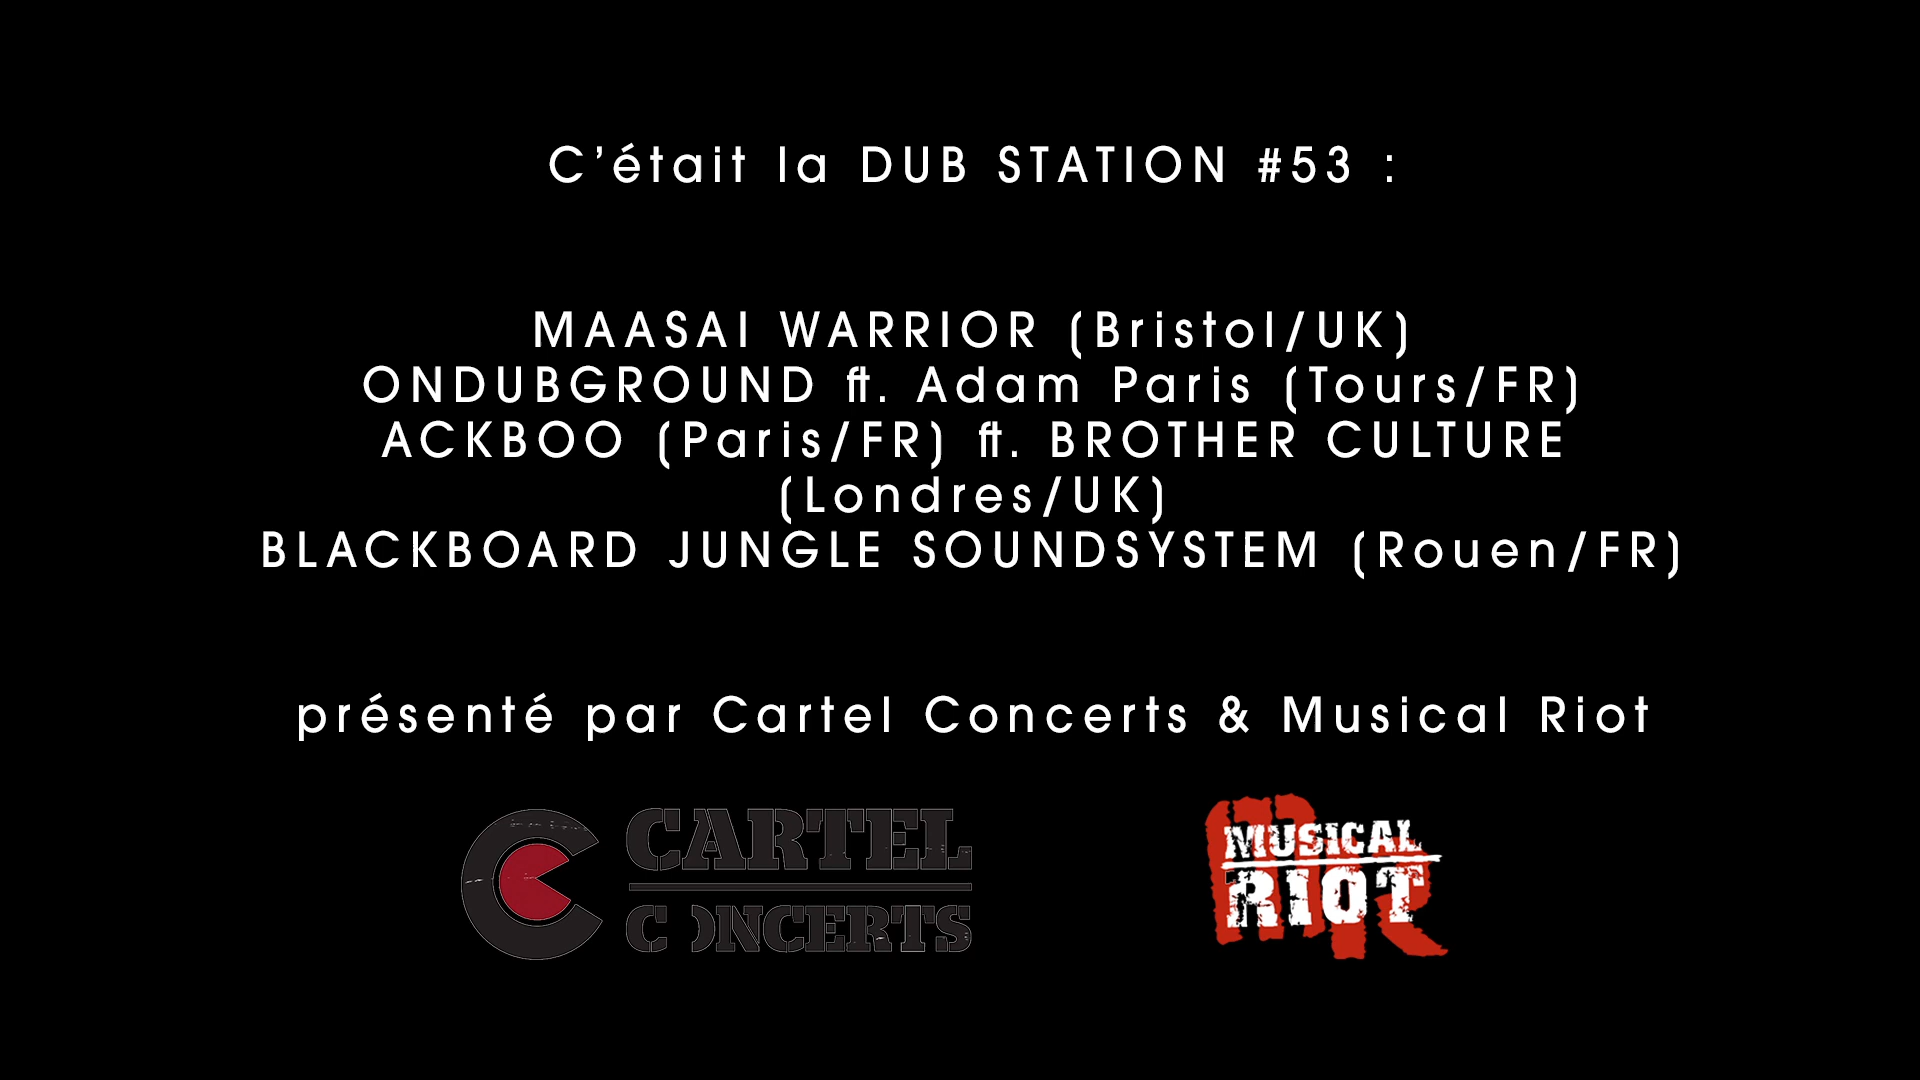 C’était la DUB STATION #53 :
MAASAI WARRIOR (Bristol/UK)
ONDUBGROUND ft. Adam Paris (Tours/FR)
ACKBOO (Paris/FR) ft. BROTHER CULTURE
(Londres/UK)
BLACKBOARD JUNGLE SOUNDSYSTEM (Rouen/FR)
présenté par Cartel Concerts & Musical Riot
CARTEL
CONCERTS
MUSICAL
RIOT